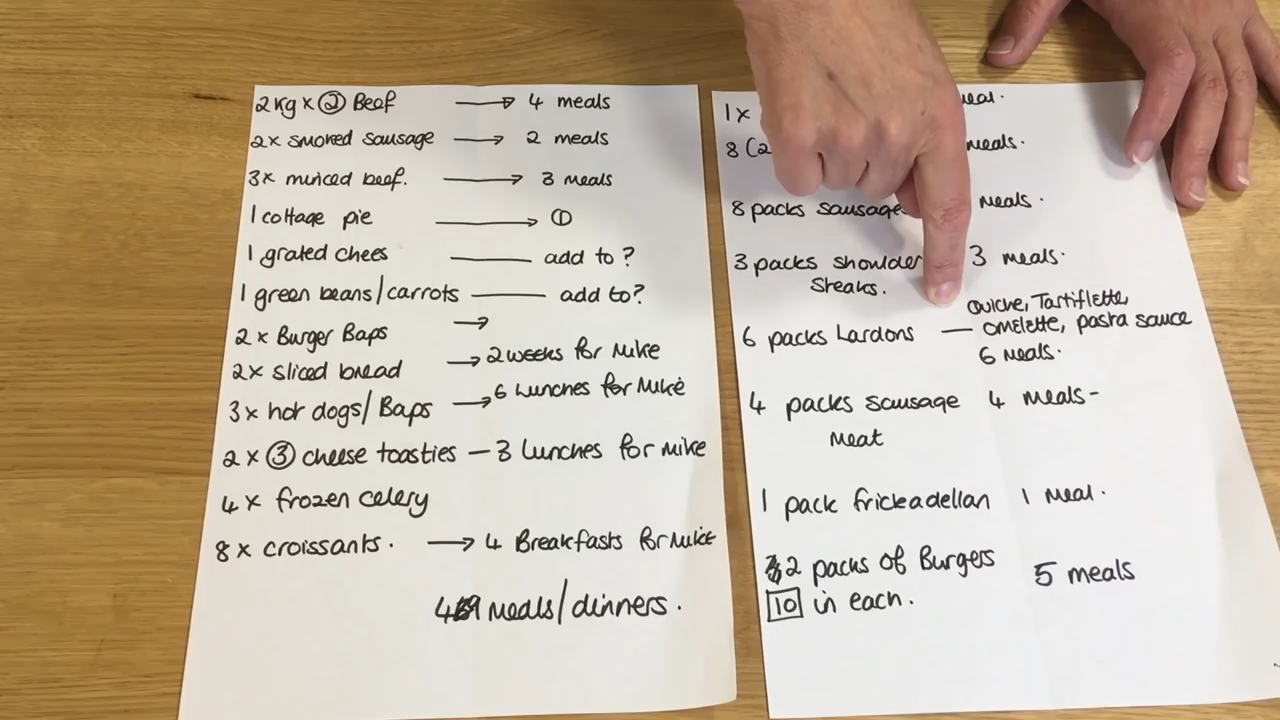 2kg x ② Beef → 4 meals
2x smoked sausage → 2 meals
3x minced beef. → 3 meals
1 cottage pie → ①
1 grated chees — add to ?
1 green beans/carrots — add to?
2 x Burger Baps →
2x sliced bread → 2 weeks for Mike
3x hot dogs/Baps → 6 Lunches for Mike
2 x ③ cheese toasties – 3 Lunches for Mike
4x frozen celery
8x croissants. → 4 Breakfasts for Mike
meals/dinners.
1x
8 (2 meals.
8 packs sausage meals.
3 packs shoulder 3 meals.
steaks.
6 packs Lardons — Quiche, Tartiflette,
omelette, pasta sauce
6 meals.
4 packs sausage 4 meals-
meat
1 pack frickadellan 1 meal.
2 packs of Burgers 5 meals
10 in each.